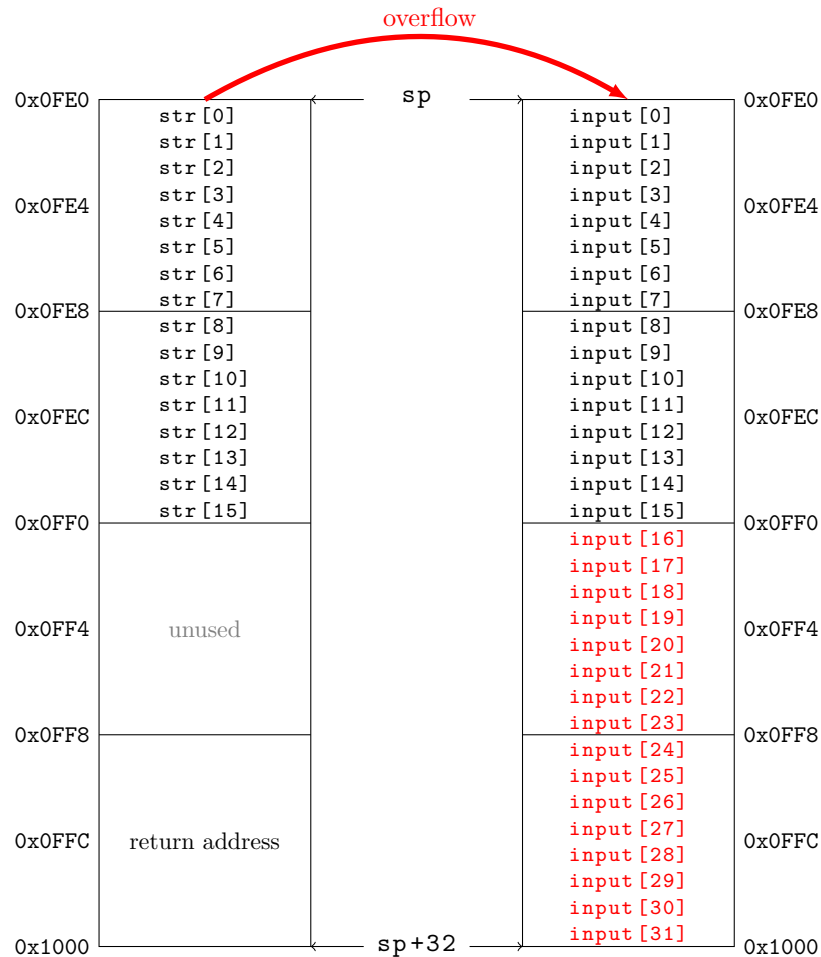 overflow
0x0FE0 sp 0x0FE0
str[0] input[0]
str[1] input[1]
str[2] input[2]
str[3] input[3]
0x0FE4 0x0FE4
str[4] input[4]
str[5] input[5]
str[6] input[6]
str[7] input[7]
0x0FE8 0x0FE8
str[8] input[8]
str[9] input[9]
str[10] input[10]
str[11] input[11]
0x0FEC 0x0FEC
str[12] input[12]
str[13] input[13]
str[14] input[14]
str[15] input[15]
0x0FF0 0x0FF0
input[16]
input[17]
input[18]
input[19]
0x0FF4 unused 0x0FF4
input[20]
input[21]
input[22]
input[23]
0x0FF8 0x0FF8
input[24]
input[25]
input[26]
input[27]
0x0FFC return address 0x0FFC
input[28]
input[29]
input[30]
input[31]
0x1000 sp+32 0x1000